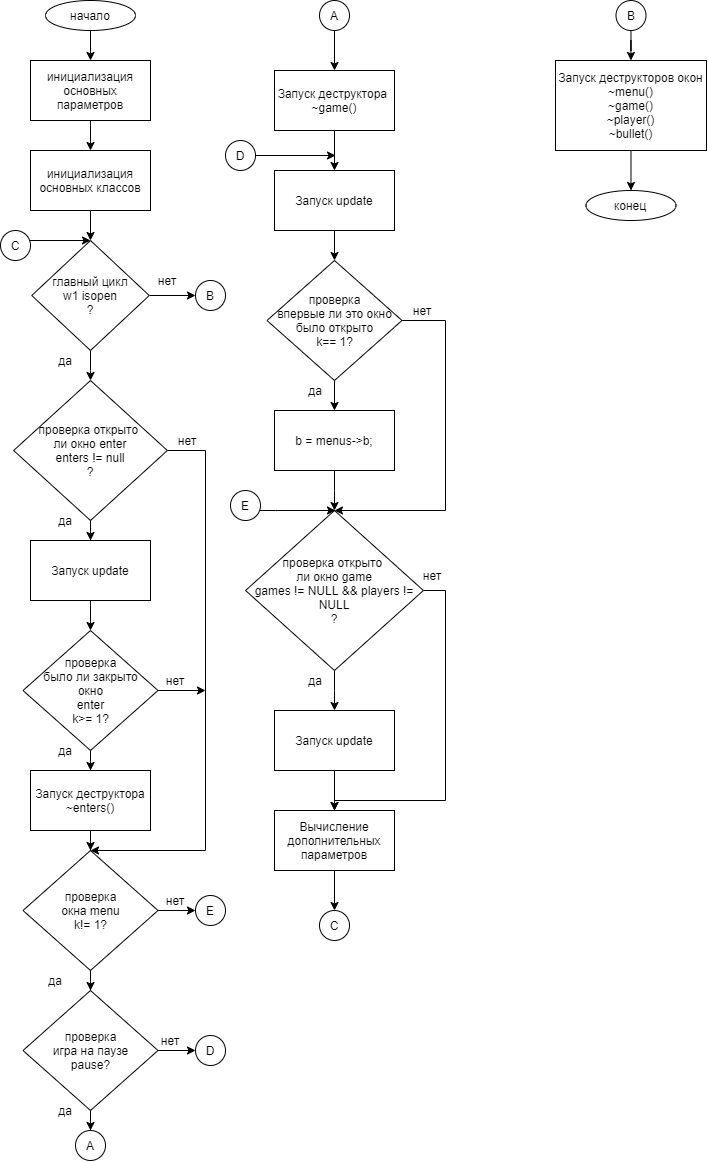 начало
инициализация
основных
параметров
инициализация
основных классов
C
главный цикл
w1 isopen
?
нет
B
да
проверка открыто
ли окно enter
enters != null
?
нет
да
Запуск update
проверка
было ли закрыто
окно
enter
k>= 1?
нет
да
Запуск деструктора
~enters()
проверка
окна menu
k!= 1?
нет
E
да
проверка
игра на паузе
pause?
нет
D
да
A
A
Запуск деструктора
~game()
D
Запуск update
проверка
впервые ли это окно
было открыто
k== 1?
нет
да
b = menus->b;
E
проверка открыто
ли окно game
games != NULL && players !=
NULL
?
нет
да
Запуск update
Вычисление
дополнительных
параметров
C
B
Запуск деструкторов окон
~menu()
~game()
~player()
~bullet()
конец